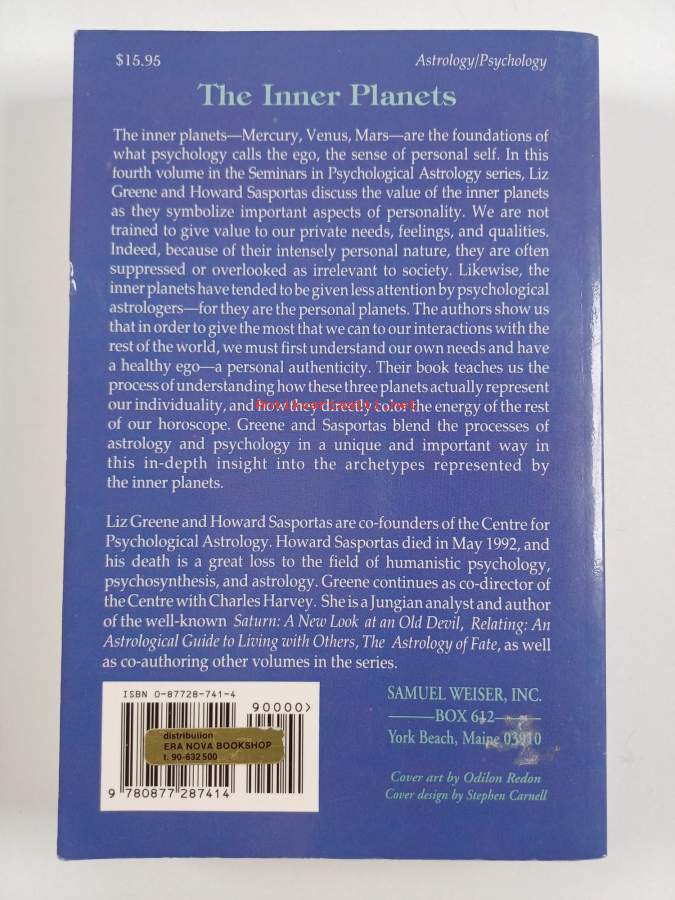 $15.95
Astrology/Psychology
The Inner Planets
The inner planets—Mercury, Venus, Mars—are the foundations of
what psychology calls the ego, the sense of personal self. In this
fourth volume in the Seminars in Psychological Astrology series, Liz
Greene and Howard Sasportas discuss the value of the inner planets
as they symbolize important aspects of personality. We are not
trained to give value to our private needs, feelings, and qualities.
Indeed, because of their intensely personal nature, they are often
suppressed or overlooked as irrelevant to society. Likewise, the
inner planets have tended to be given less attention by psychological
astrologers—for they are the personal planets. The authors show us
that in order to give the most that we can to our interactions with the
rest of the world, we must first understand our own needs and have
a healthy ego—a personal authenticity. Their book teaches us the
process of understanding how these three planets actually represent
our individuality, and how they directly color the energy of the rest
of our horoscope. Greene and Sasportas blend the processes of
astrology and psychology in a unique and important way in
this in-depth insight into the archetypes represented by
the inner planets.
Liz Greene and Howard Sasportas are co-founders of the Centre for
Psychological Astrology. Howard Sasportas died in May 1992, and
his death is a great loss to the field of humanistic psychology,
psychosynthesis, and astrology. Greene continues as co-director of
the Centre with Charles Harvey. She is a Jungian analyst and author
of the well-known Saturn: A New Look at an Old Devil, Relating: An
Astrological Guide to Living with Others, The Astrology of Fate, as well
as co-authoring other volumes in the series.
ISBN 0-87728-741-4
90000>
distribution
ERA NOVA BOOKSHOP
t. 90-632 500
9 780877 287414
SAMUEL WEISER, INC.
BOX 612
York Beach, Maine 03910
Cover art by Odilon Redon
Cover design by Stephen Carnell